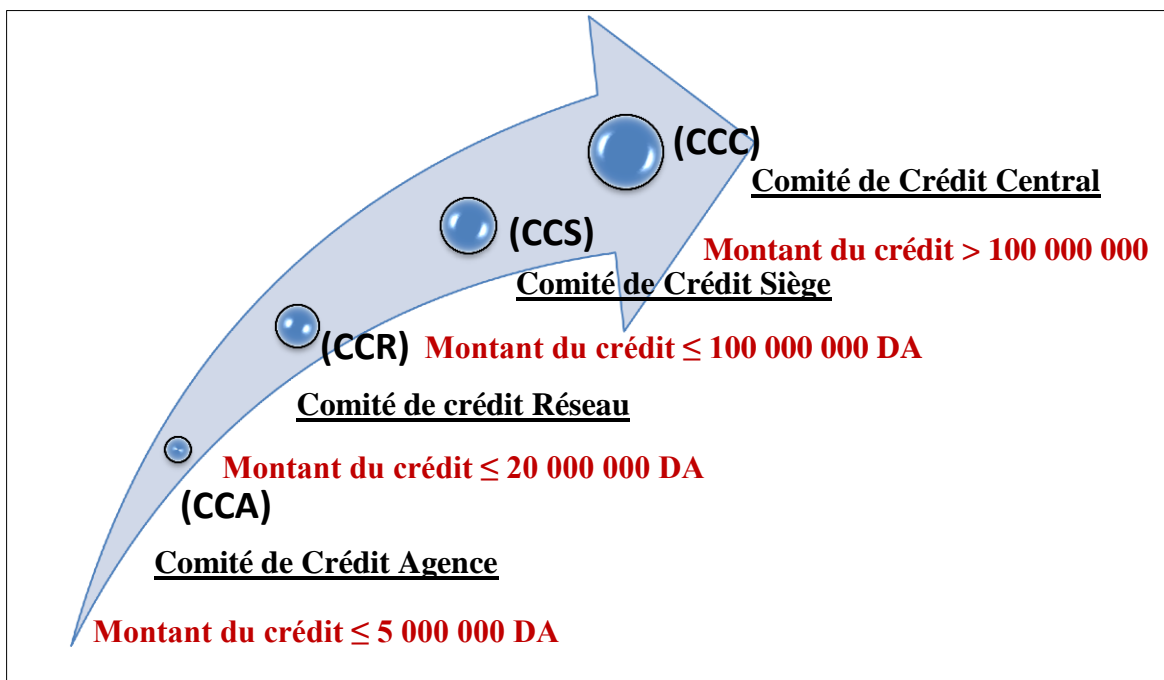 (CCC)
Comité de Crédit Central
Montant du crédit > 100 000 000
(CCS)
Comité de Crédit Siège
Montant du crédit ≤ 100 000 000 DA
(CCR)
Comité de crédit Réseau
Montant du crédit ≤ 20 000 000 DA
(CCA)
Comité de Crédit Agence
Montant du crédit ≤ 5 000 000 DA